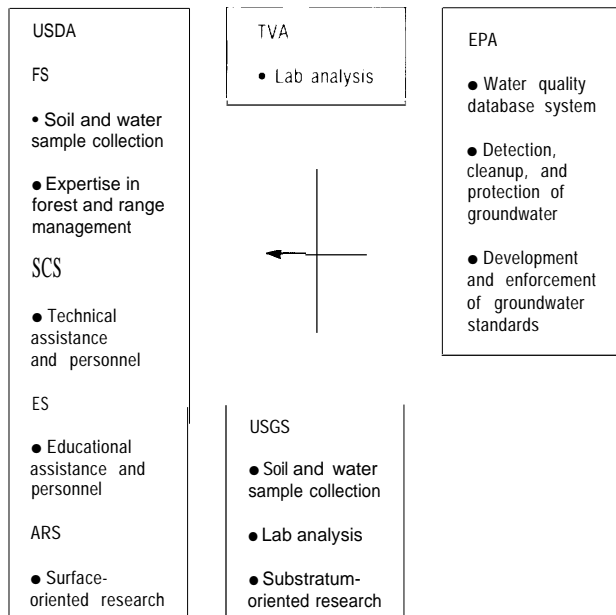 USDA
FS
• Soil and water
sample collection
● Expertise in
forest and range
management
SCS
● Technical
assistance
and personnel
ES
● Educational
assistance and
personnel
ARS
● Surface-
oriented research
TVA
• Lab analysis
USGS
● Soil and water
sample collection
● Lab analysis
● Substratum-
oriented research
EPA
● Water quality
database system
● Detection,
cleanup, and
protection of
groundwater
● Development
and enforcement
of groundwater
standards